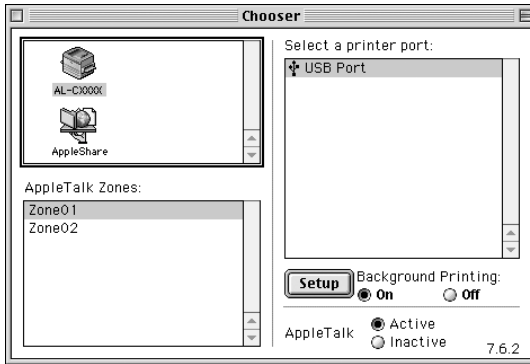 Chooser
AL-CXXXX
AppleShare
AppleTalk Zones:
Zone01
Zone02
Select a printer port:
USB Port
Setup
Background Printing:
On Off
AppleTalk
Active
Inactive
7.6.2